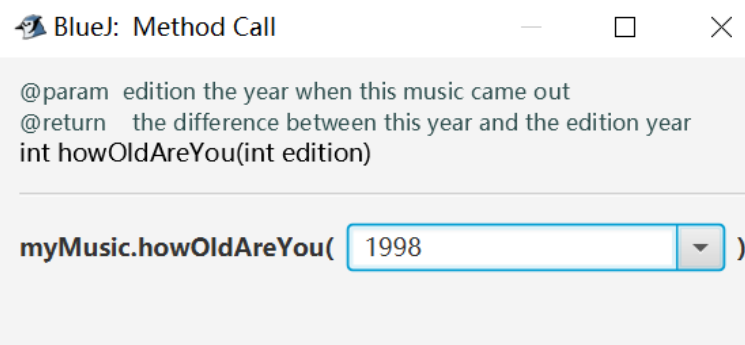 BlueJ: Method Call
@param edition the year when this music came out
@return the difference between this year and the edition year
int howOldAreYou(int edition)
myMusic.howOldAreYou( 1998 )